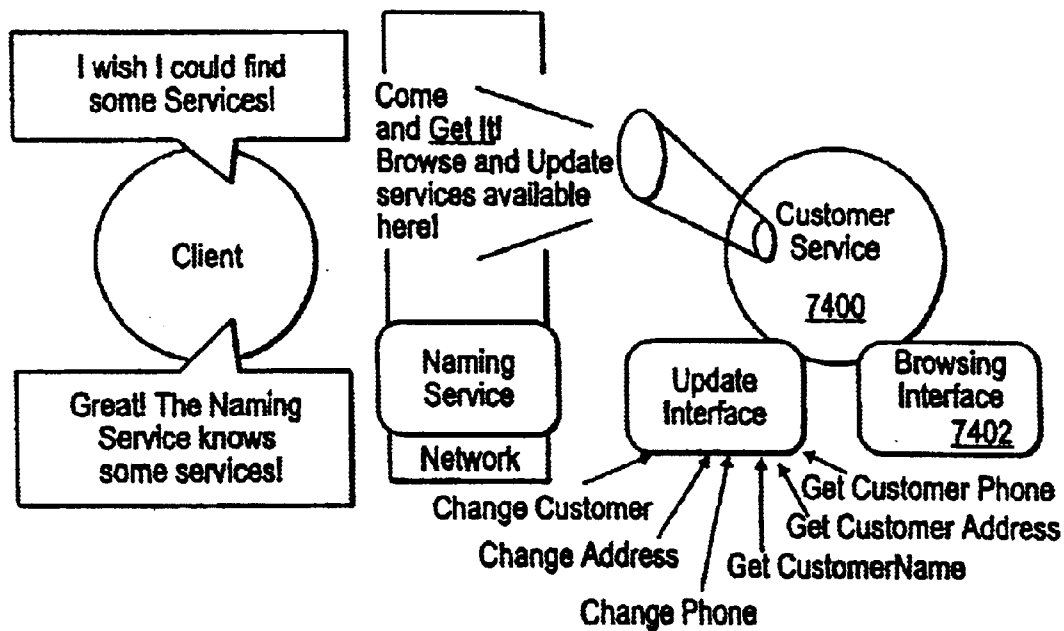 I wish I could find
some Services!
Client
Great! The Naming
Service knows
some services!
Come
and Get It!
Browse and Update
services available
here!
Naming
Service
Network
Customer
Service
7400
Update
Interface
Browsing
Interface
7402
Change Customer
Change Address
Change Phone
Get CustomerName
Get Customer Address
Get Customer Phone